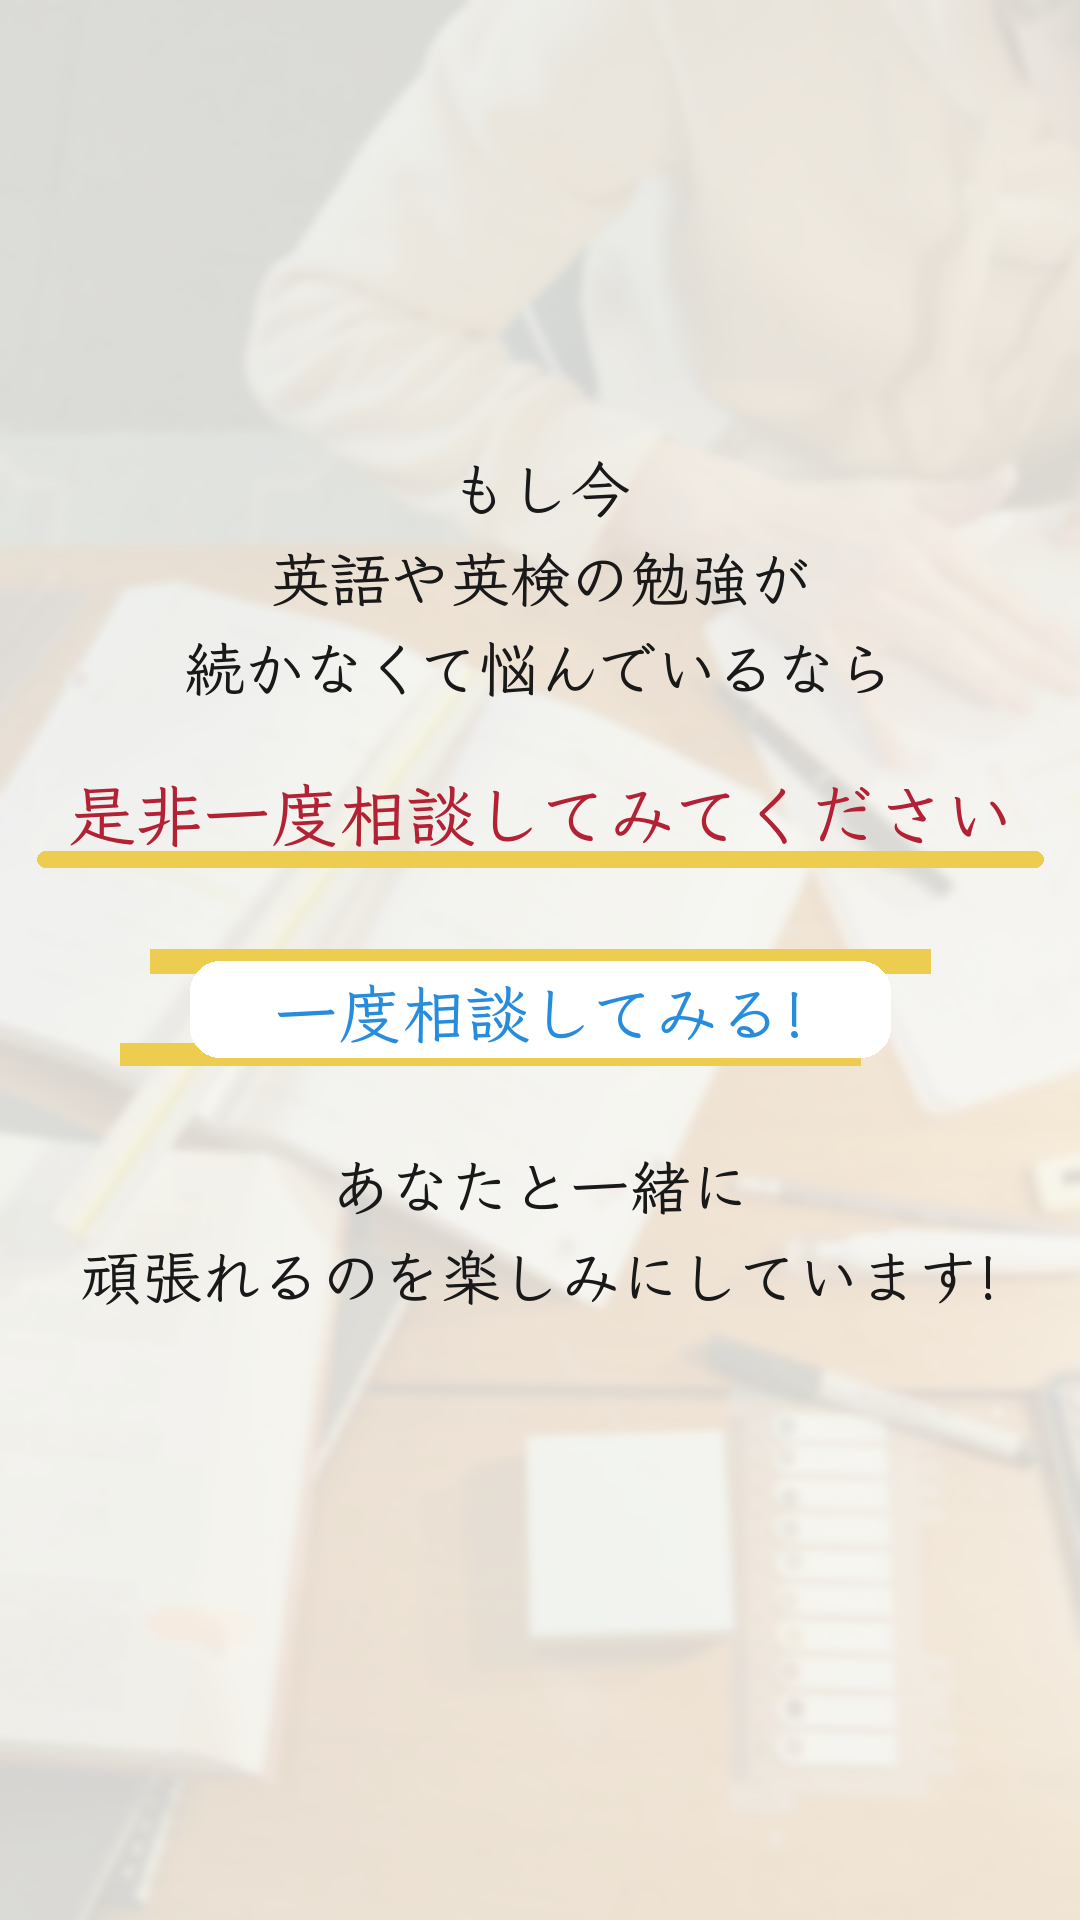 もし今
英語や英検の勉強が
続かなくて悩んでいるなら
是非一度相談してみてください
一度相談してみる!
あなたと一緒に
頑張れるのを楽しみにしています!